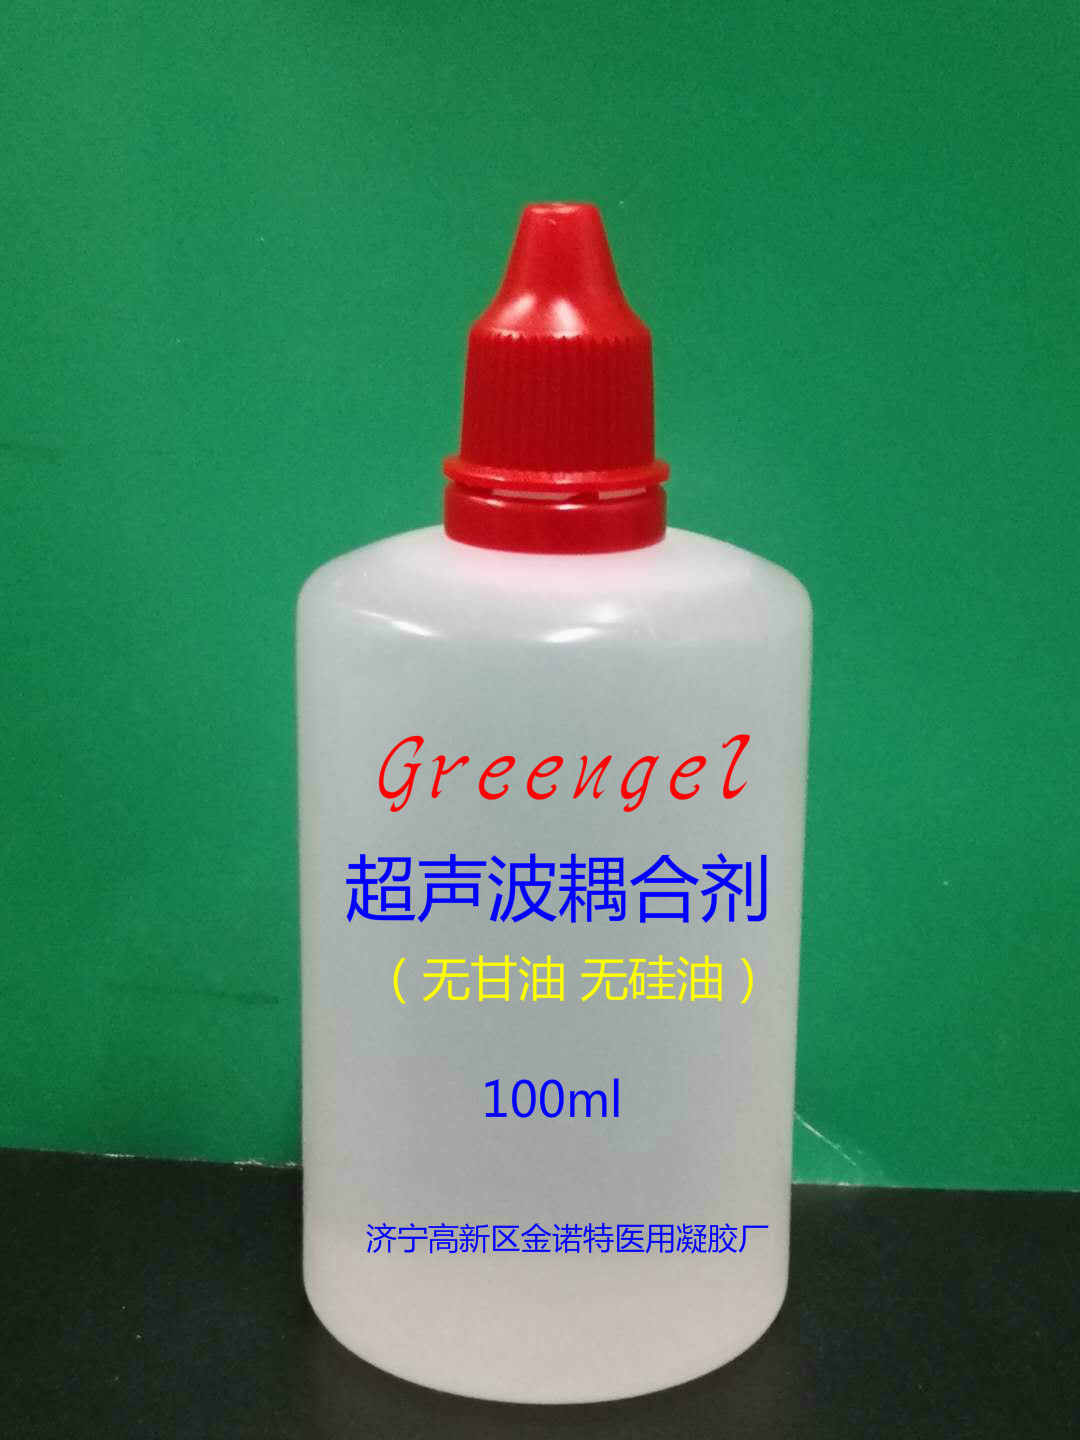 Greengel
超声波耦合剂
（无甘油 无硅油）
100ml
济宁高新区金诺特医用凝胶厂